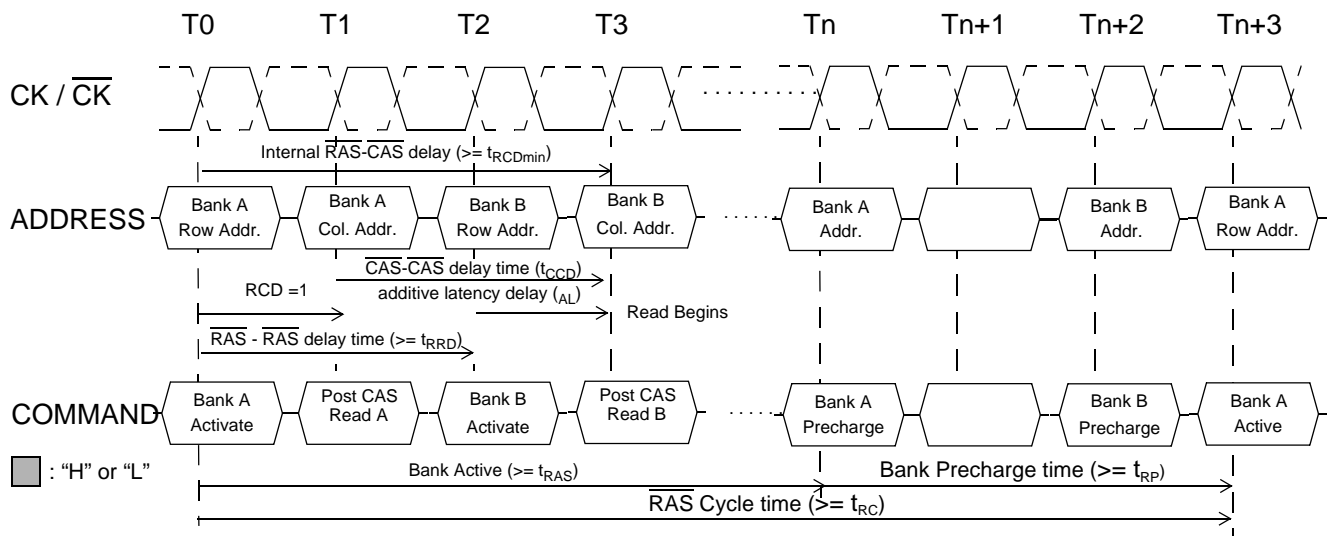 T0 T1 T2 T3 Tn Tn+1 Tn+2 Tn+3
CK / CK
Internal RAS-CAS delay (>= tRCDmin)
ADDRESS
Bank A
Row Addr.
Bank A
Col. Addr.
Bank B
Row Addr.
Bank B
Col. Addr.
Bank A
Addr.
Bank B
Addr.
Bank A
Row Addr.
CAS-CAS delay time (tCCD)
RCD =1
additive latency delay (AL)
Read Begins
RAS - RAS delay time (>= tRRD)
COMMAND
Bank A
Activate
Post CAS
Read A
Bank B
Activate
Post CAS
Read B
Bank A
Precharge
Bank B
Precharge
Bank A
Active
: “H” or “L”
Bank Active (>= tRAS)
Bank Precharge time (>= tRP)
RAS Cycle time (>= tRC)